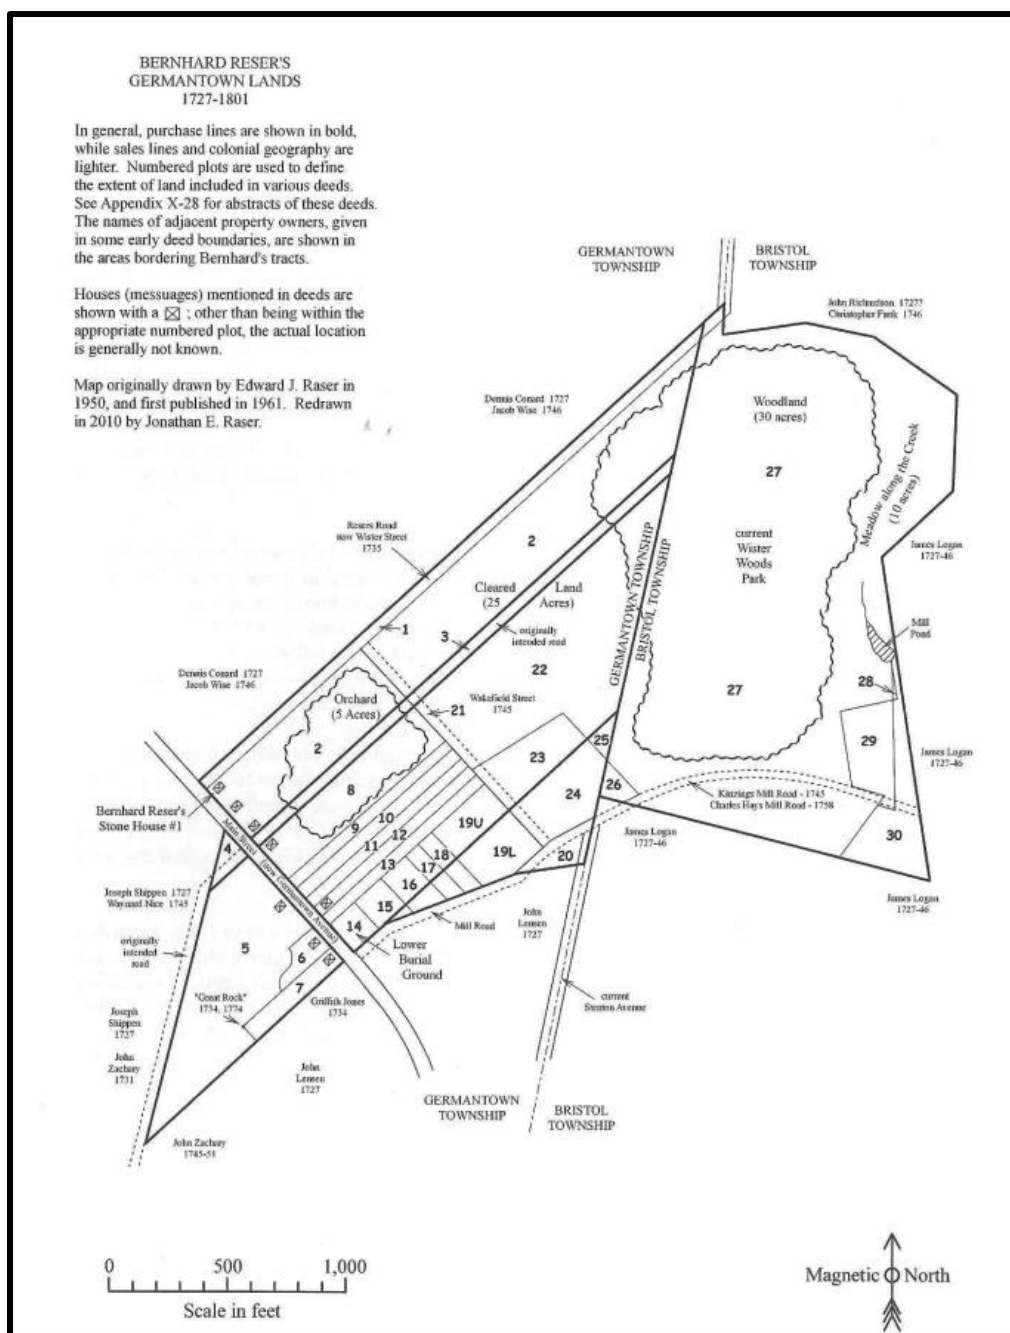 BERNHARD RESER'S
GERMANTOWN LANDS
1727-1801
In general, purchase lines are shown in bold,
while sales lines and colonial geography are
lighter. Numbered plots are used to define
the extent of land included in various deeds.
See Appendix X-28 for abstracts of these deeds.
The names of adjacent property owners, given
in some early deed boundaries, are shown in
the areas bordering Bernhard's tracts.
Houses (messuages) mentioned in deeds are
shown with a ☒ ; other than being within the
appropriate numbered plot, the actual location
is generally not known.
Map originally drawn by Edward J. Raser in
1950, and first published in 1961. Redrawn
in 2010 by Jonathan E. Raser.
GERMANTOWN
TOWNSHIP
BRISTOL
TOWNSHIP
John Richardson 1727?
Christopher Funk 1746
Dennis Conard 1727
Jacob Wise 1746
Woodland
(30 acres)
27
Meadow along the Creek
(10 acres)
Resers Road
now Wister Street
1735
2
current
Wister
Woods
Park
James Logan
1727-46
GERMANTOWN TOWNSHIP
BRISTOL TOWNSHIP
Cleared Land
(25 Acres)
1
3
originally
intended road
Mill
Pond
22
Dennis Conard 1727
Jacob Wise 1746
Orchard
(5 Acres)
21
Wakefield Street
1745
27
28
2
23
25
29
James Logan
1727-46
8
24
26
Kinzings Mill Road - 1745
Charles Hays Mill Road - 1758
Bernhard Reser's
Stone House #1
Main Street (now Germantown Avenue)
9
10
11
12
13
19U
18
17
16
15
14
19L
20
James Logan
1727-46
30
4
Joseph Shippen 1727
Waynard Nice 1745
James Logan
1727-46
John
Lensen
1727
Mill Road
originally
intended
road
5
6
7
Lower
Burial
Ground
"Great Rock"
1734, 1774
Griffith Jones
1734
current
Stenton Avenue
Joseph
Shippen
1727
John
Zachary
1731
John
Lensen
1727
GERMANTOWN
TOWNSHIP
BRISTOL
TOWNSHIP
John Zachary
1745-51
0 500 1,000
Scale in feet
Magnetic North